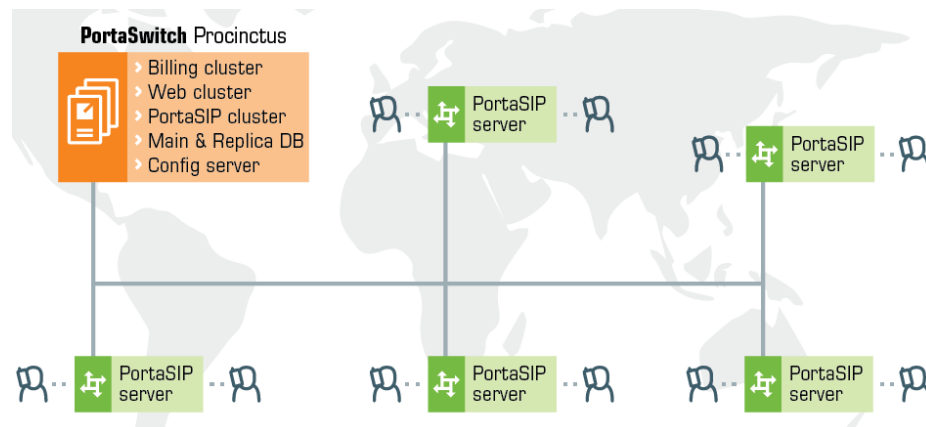 PortaSwitch Procinctus
› Billing cluster
› Web cluster
› PortaSIP cluster
› Main & Replica DB
› Config server
PortaSIP
server
PortaSIP
server
PortaSIP
server
PortaSIP
server
PortaSIP
server